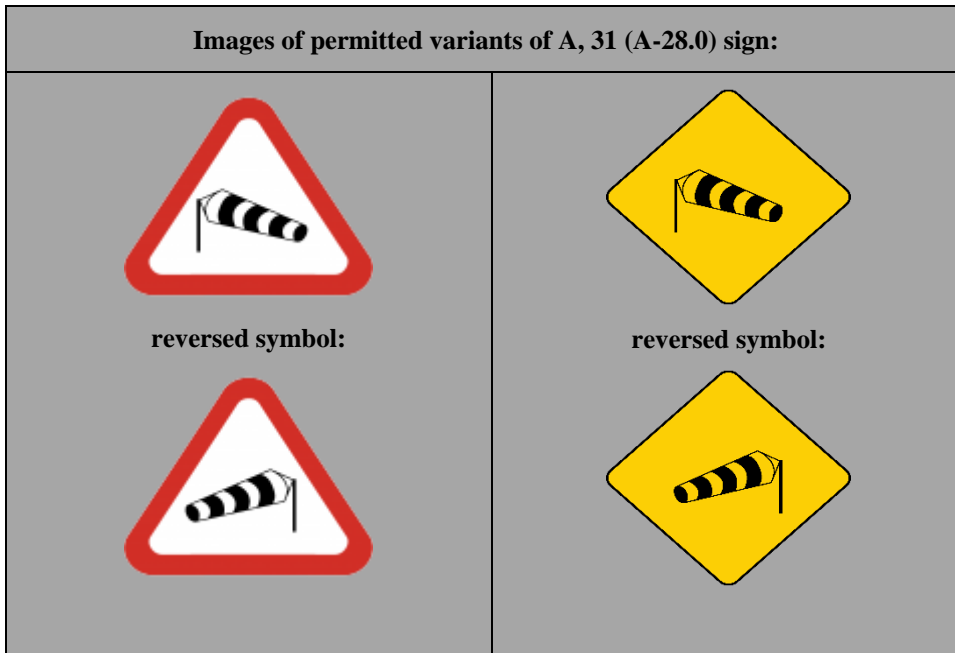 Images of permitted variants of A, 31 (A-28.0) sign:
reversed symbol:
reversed symbol: